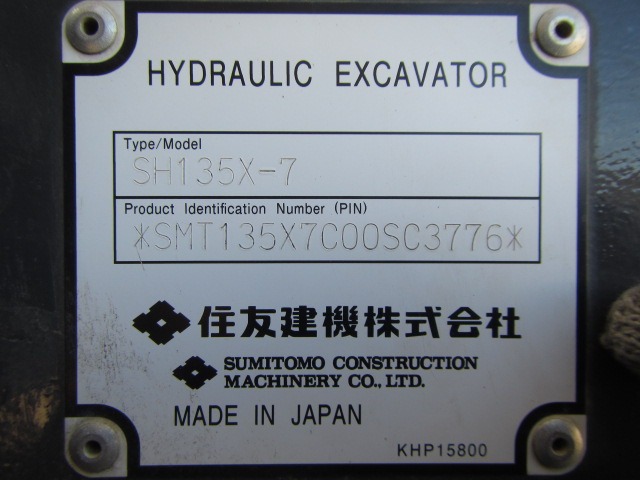 HYDRAULIC EXCAVATOR
Type/Model
SH135X-7
Product Identification Number (PIN)
*SMT135X7C00SC3776*
住友建機株式会社
SUMITOMO CONSTRUCTION
MACHINERY CO., LTD.
MADE IN JAPAN
KHP15800